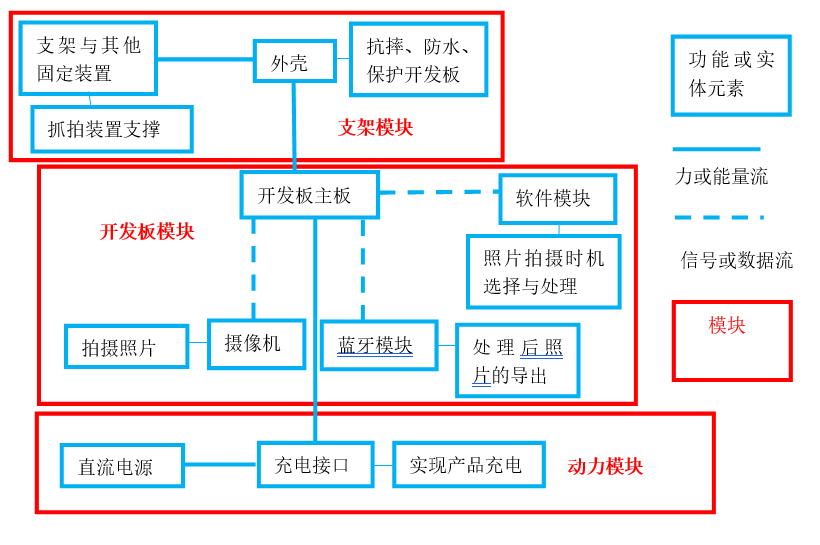 支架与其他
固定装置
外壳
抗摔、防水、
保护开发板
抓拍装置支撑
支架模块
开发板主板
软件模块
开发板模块
照片拍摄时机
选择与处理
拍摄照片
摄像机
蓝牙模块
处理后照
片的导出
直流电源
充电接口
实现产品充电
动力模块
功能或实
体元素
力或能量流
信号或数据流
模块